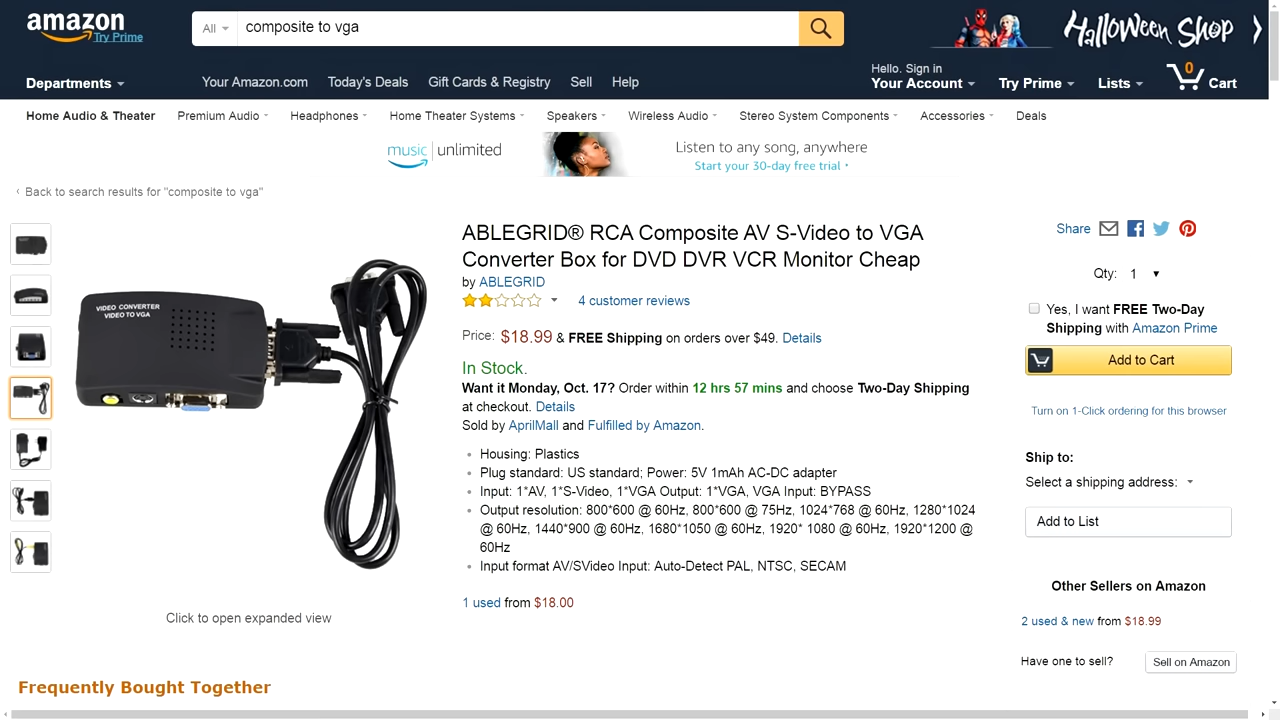 amazon
Try Prime
All
composite to vga
Halloween Shop
Departments
Your Amazon.com
Today's Deals
Gift Cards & Registry
Sell
Help
Hello. Sign in
Your Account
Try Prime
Lists
0
Cart
Home Audio & Theater
Premium Audio
Headphones
Home Theater Systems
Speakers
Wireless Audio
Stereo System Components
Accessories
Deals
music unlimited
Listen to any song, anywhere
Start your 30-day free trial
‹ Back to search results for "composite to vga"
VIDEO CONVERTER
VIDEO TO VGA
Click to open expanded view
ABLEGRID® RCA Composite AV S-Video to VGA
Converter Box for DVD DVR VCR Monitor Cheap
by ABLEGRID
4 customer reviews
Price: $18.99 & FREE Shipping on orders over $49. Details
In Stock.
Want it Monday, Oct. 17? Order within 12 hrs 57 mins and choose Two-Day Shipping
at checkout. Details
Sold by AprilMall and Fulfilled by Amazon.
Housing: Plastics
Plug standard: US standard; Power: 5V 1mAh AC-DC adapter
Input: 1*AV, 1*S-Video, 1*VGA Output: 1*VGA, VGA Input: BYPASS
Output resolution: 800*600 @ 60Hz, 800*600 @ 75Hz, 1024*768 @ 60Hz, 1280*1024
@ 60Hz, 1440*900 @ 60Hz, 1680*1050 @ 60Hz, 1920* 1080 @ 60Hz, 1920*1200 @
60Hz
Input format AV/SVideo Input: Auto-Detect PAL, NTSC, SECAM
1 used from $18.00
Share
Qty: 1
Yes, I want FREE Two-Day
Shipping with Amazon Prime
Add to Cart
Turn on 1-Click ordering for this browser
Ship to:
Select a shipping address:
Add to List
Other Sellers on Amazon
2 used & new from $18.99
Have one to sell?
Sell on Amazon
Frequently Bought Together